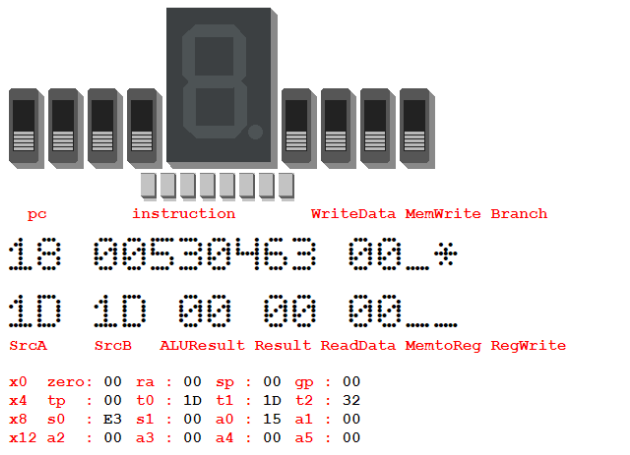 pc instruction WriteData MemWrite Branch
18 00530463 00_*
1D 1D 00 00 00__
SrcA SrcB ALUResult Result ReadData MemtoReg RegWrite
x0 zero: 00 ra : 00 sp : 00 gp : 00
x4 tp : 00 t0 : 1D t1 : 1D t2 : 32
x8 s0 : E3 s1 : 00 a0 : 15 a1 : 00
x12 a2 : 00 a3 : 00 a4 : 00 a5 : 00